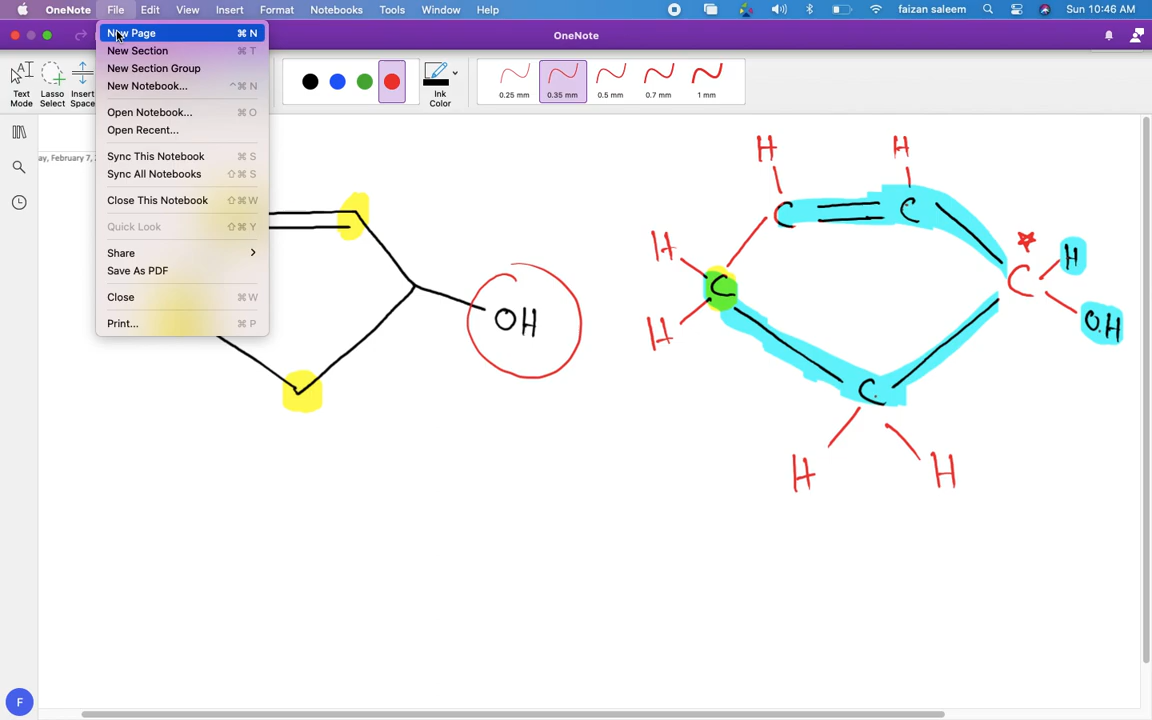 OneNote File Edit View Insert Format Notebooks Tools Window Help faizan saleem Sun 10:46 AM
OneNote
New Page ⌘ N
New Section ⌘ T
New Section Group
New Notebook... ^⌘ N
Open Notebook... ⌘ O
Open Recent...
Sync This Notebook ⌘ S
Sync All Notebooks ⇧⌘ S
Close This Notebook ⇧⌘ W
Quick Look ⇧⌘ Y
Share
Save As PDF
Close ⌘ W
Print... ⌘ P
Text Mode
Lasso Select
Insert Space
Ink Color
0.25 mm 0.35 mm 0.5 mm 0.7 mm 1 mm
ay, February 7, 
H H
C C
H C H
C
H OH
OH
C
H H
F